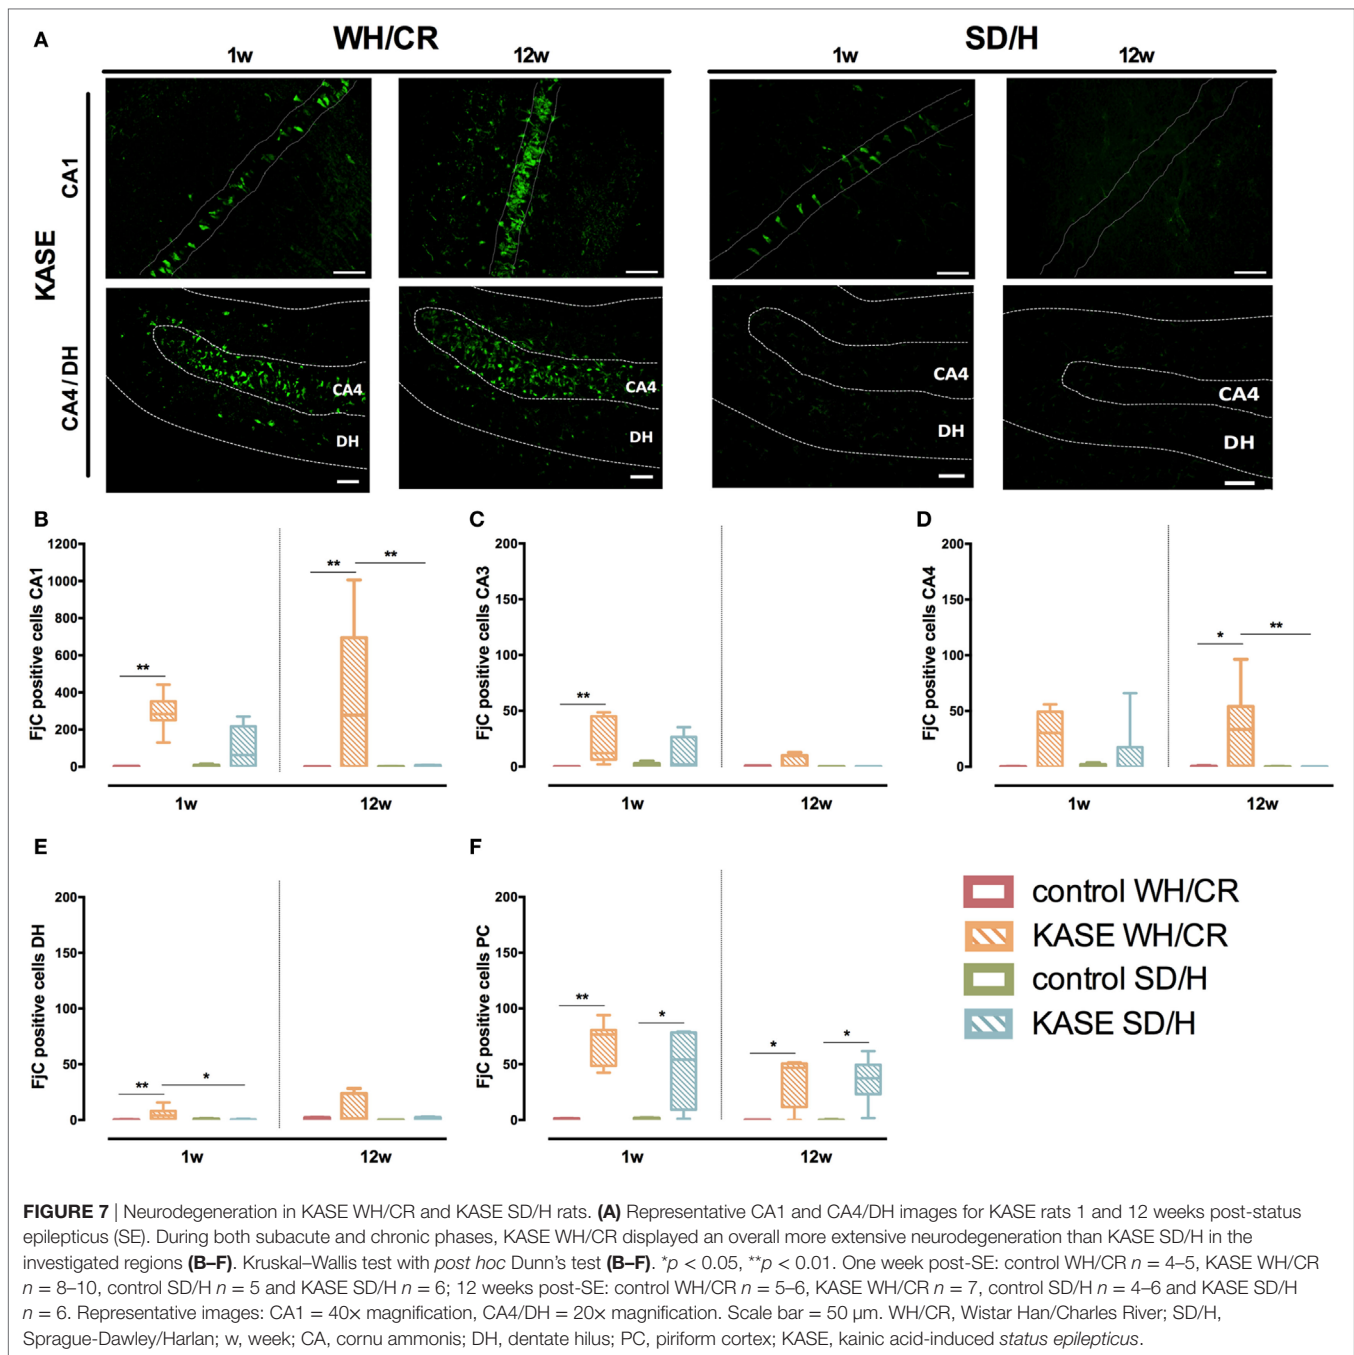 A
WH/CR
SD/H
1w
12w
1w
12w
KASE
CA1
CA4/DH
CA4
DH
CA4
DH
CA4
DH
CA4
DH
B
FjC positive cells CA1
1200
1000
800
600
400
200
0
**
**
**
1w
12w
C
FjC positive cells CA3
200
150
100
50
0
**
1w
12w
D
FjC positive cells CA4
200
150
100
50
0
*
**
1w
12w
E
FjC positive cells DH
200
150
100
50
0
**
*
1w
12w
F
FjC positive cells PC
200
150
100
50
0
**
*
*
*
1w
12w
control WH/CR
KASE WH/CR
control SD/H
KASE SD/H
FIGURE 7 | Neurodegeneration in KASE WH/CR and KASE SD/H rats. (A) Representative CA1 and CA4/DH images for KASE rats 1 and 12 weeks post-status
epilepticus (SE). During both subacute and chronic phases, KASE WH/CR displayed an overall more extensive neurodegeneration than KASE SD/H in the
investigated regions (B–F). Kruskal–Wallis test with post hoc Dunn's test (B–F). *p < 0.05, **p < 0.01. One week post-SE: control WH/CR n = 4–5, KASE WH/CR
n = 8–10, control SD/H n = 5 and KASE SD/H n = 6; 12 weeks post-SE: control WH/CR n = 5–6, KASE WH/CR n = 7, control SD/H n = 4–6 and KASE SD/H
n = 6. Representative images: CA1 = 40× magnification, CA4/DH = 20× magnification. Scale bar = 50 μm. WH/CR, Wistar Han/Charles River; SD/H,
Sprague-Dawley/Harlan; w, week; CA, cornu ammonis; DH, dentate hilus; PC, piriform cortex; KASE, kainic acid-induced status epilepticus.